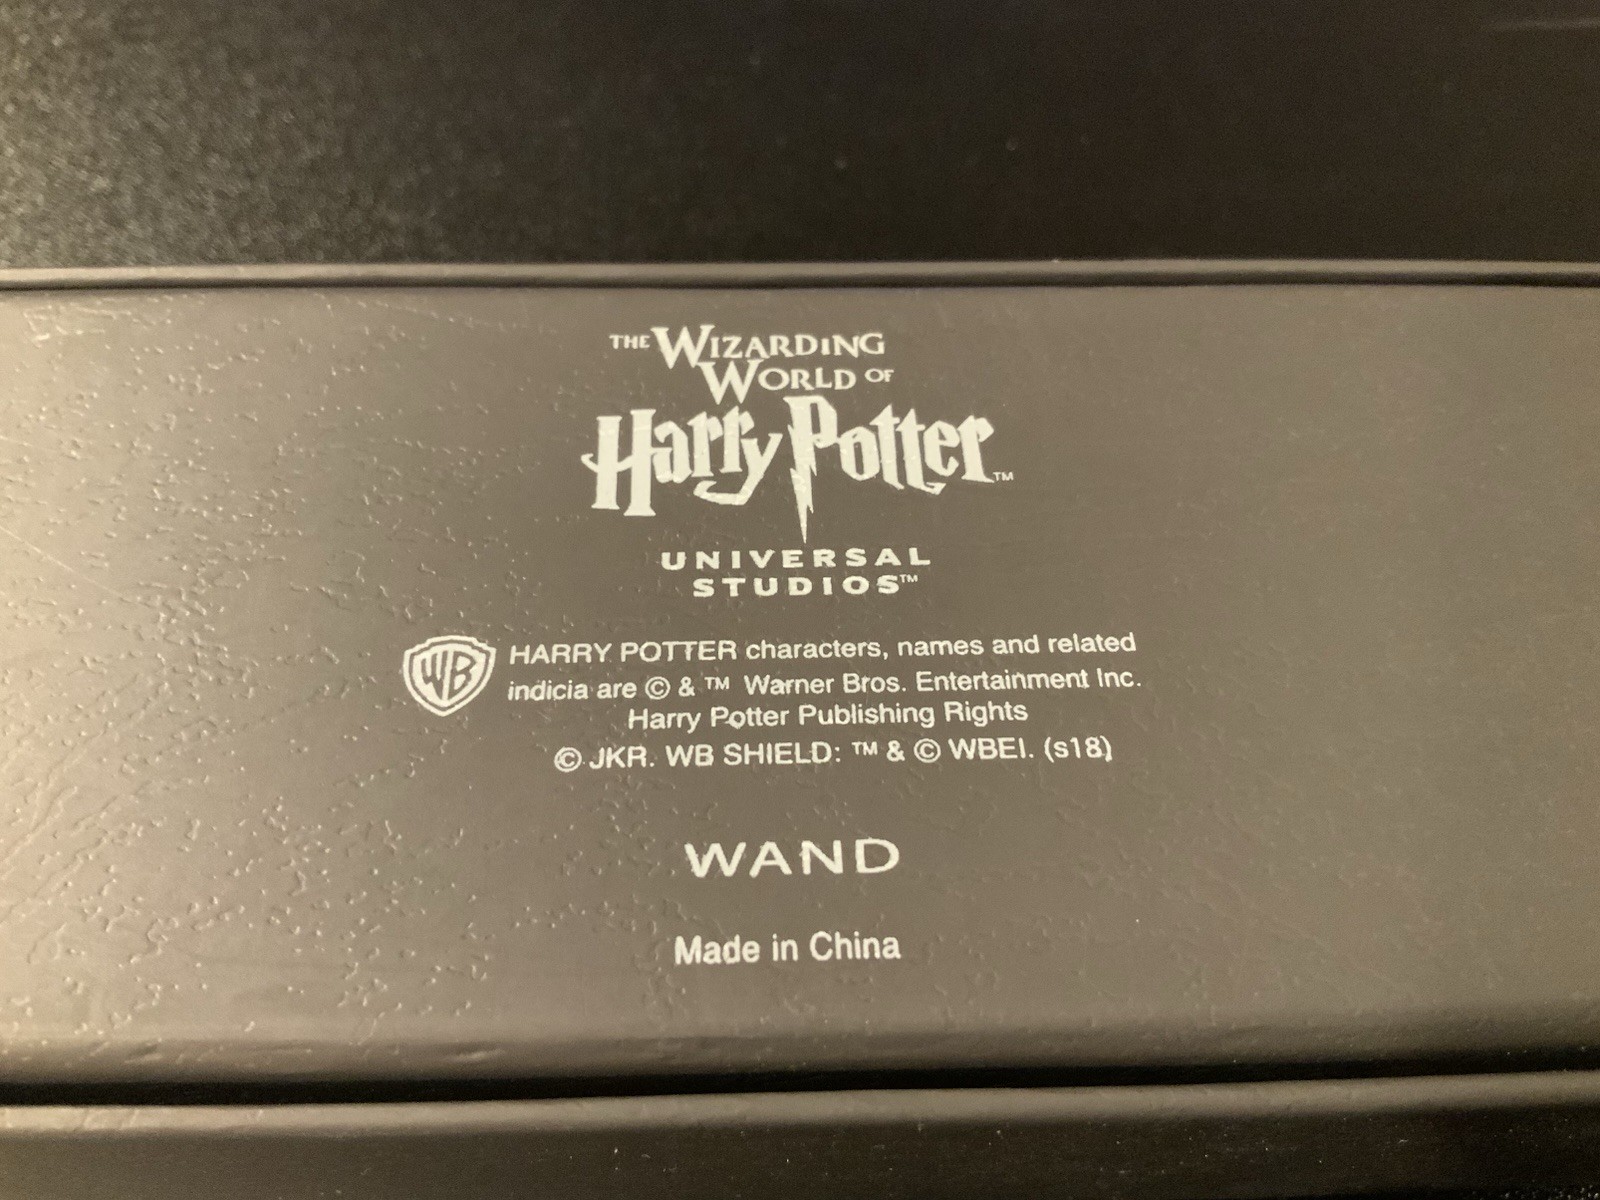 THE WIZARDING
WORLD OF
Harry Potter™
UNIVERSAL
STUDIOS™
WB
HARRY POTTER characters, names and related
indicia are © & ™ Warner Bros. Entertainment Inc.
Harry Potter Publishing Rights
© JKR. WB SHIELD: ™ & © WBEI. (s18)
WAND
Made in China